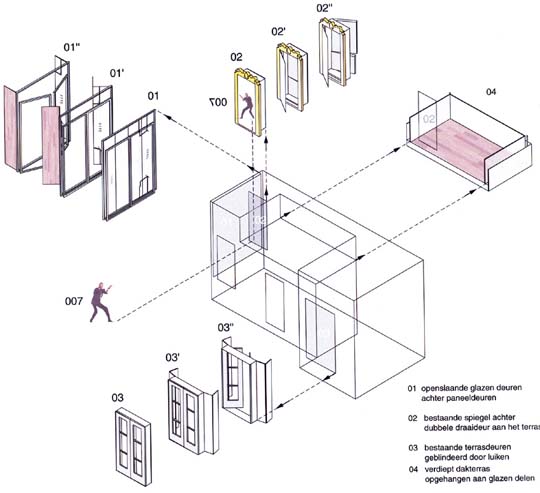 02"
02'
02
01"
01'
01
04
700
02
007
03"
03'
03
01 openslaande glazen deuren
achter paneeldeuren
02 bestaande spiegel achter
dubbele draaideur aan het terras
03 bestaande terrasdeuren
geblindeerd door luiken
04 verdiept dakterras
opgehangen aan glazen delen